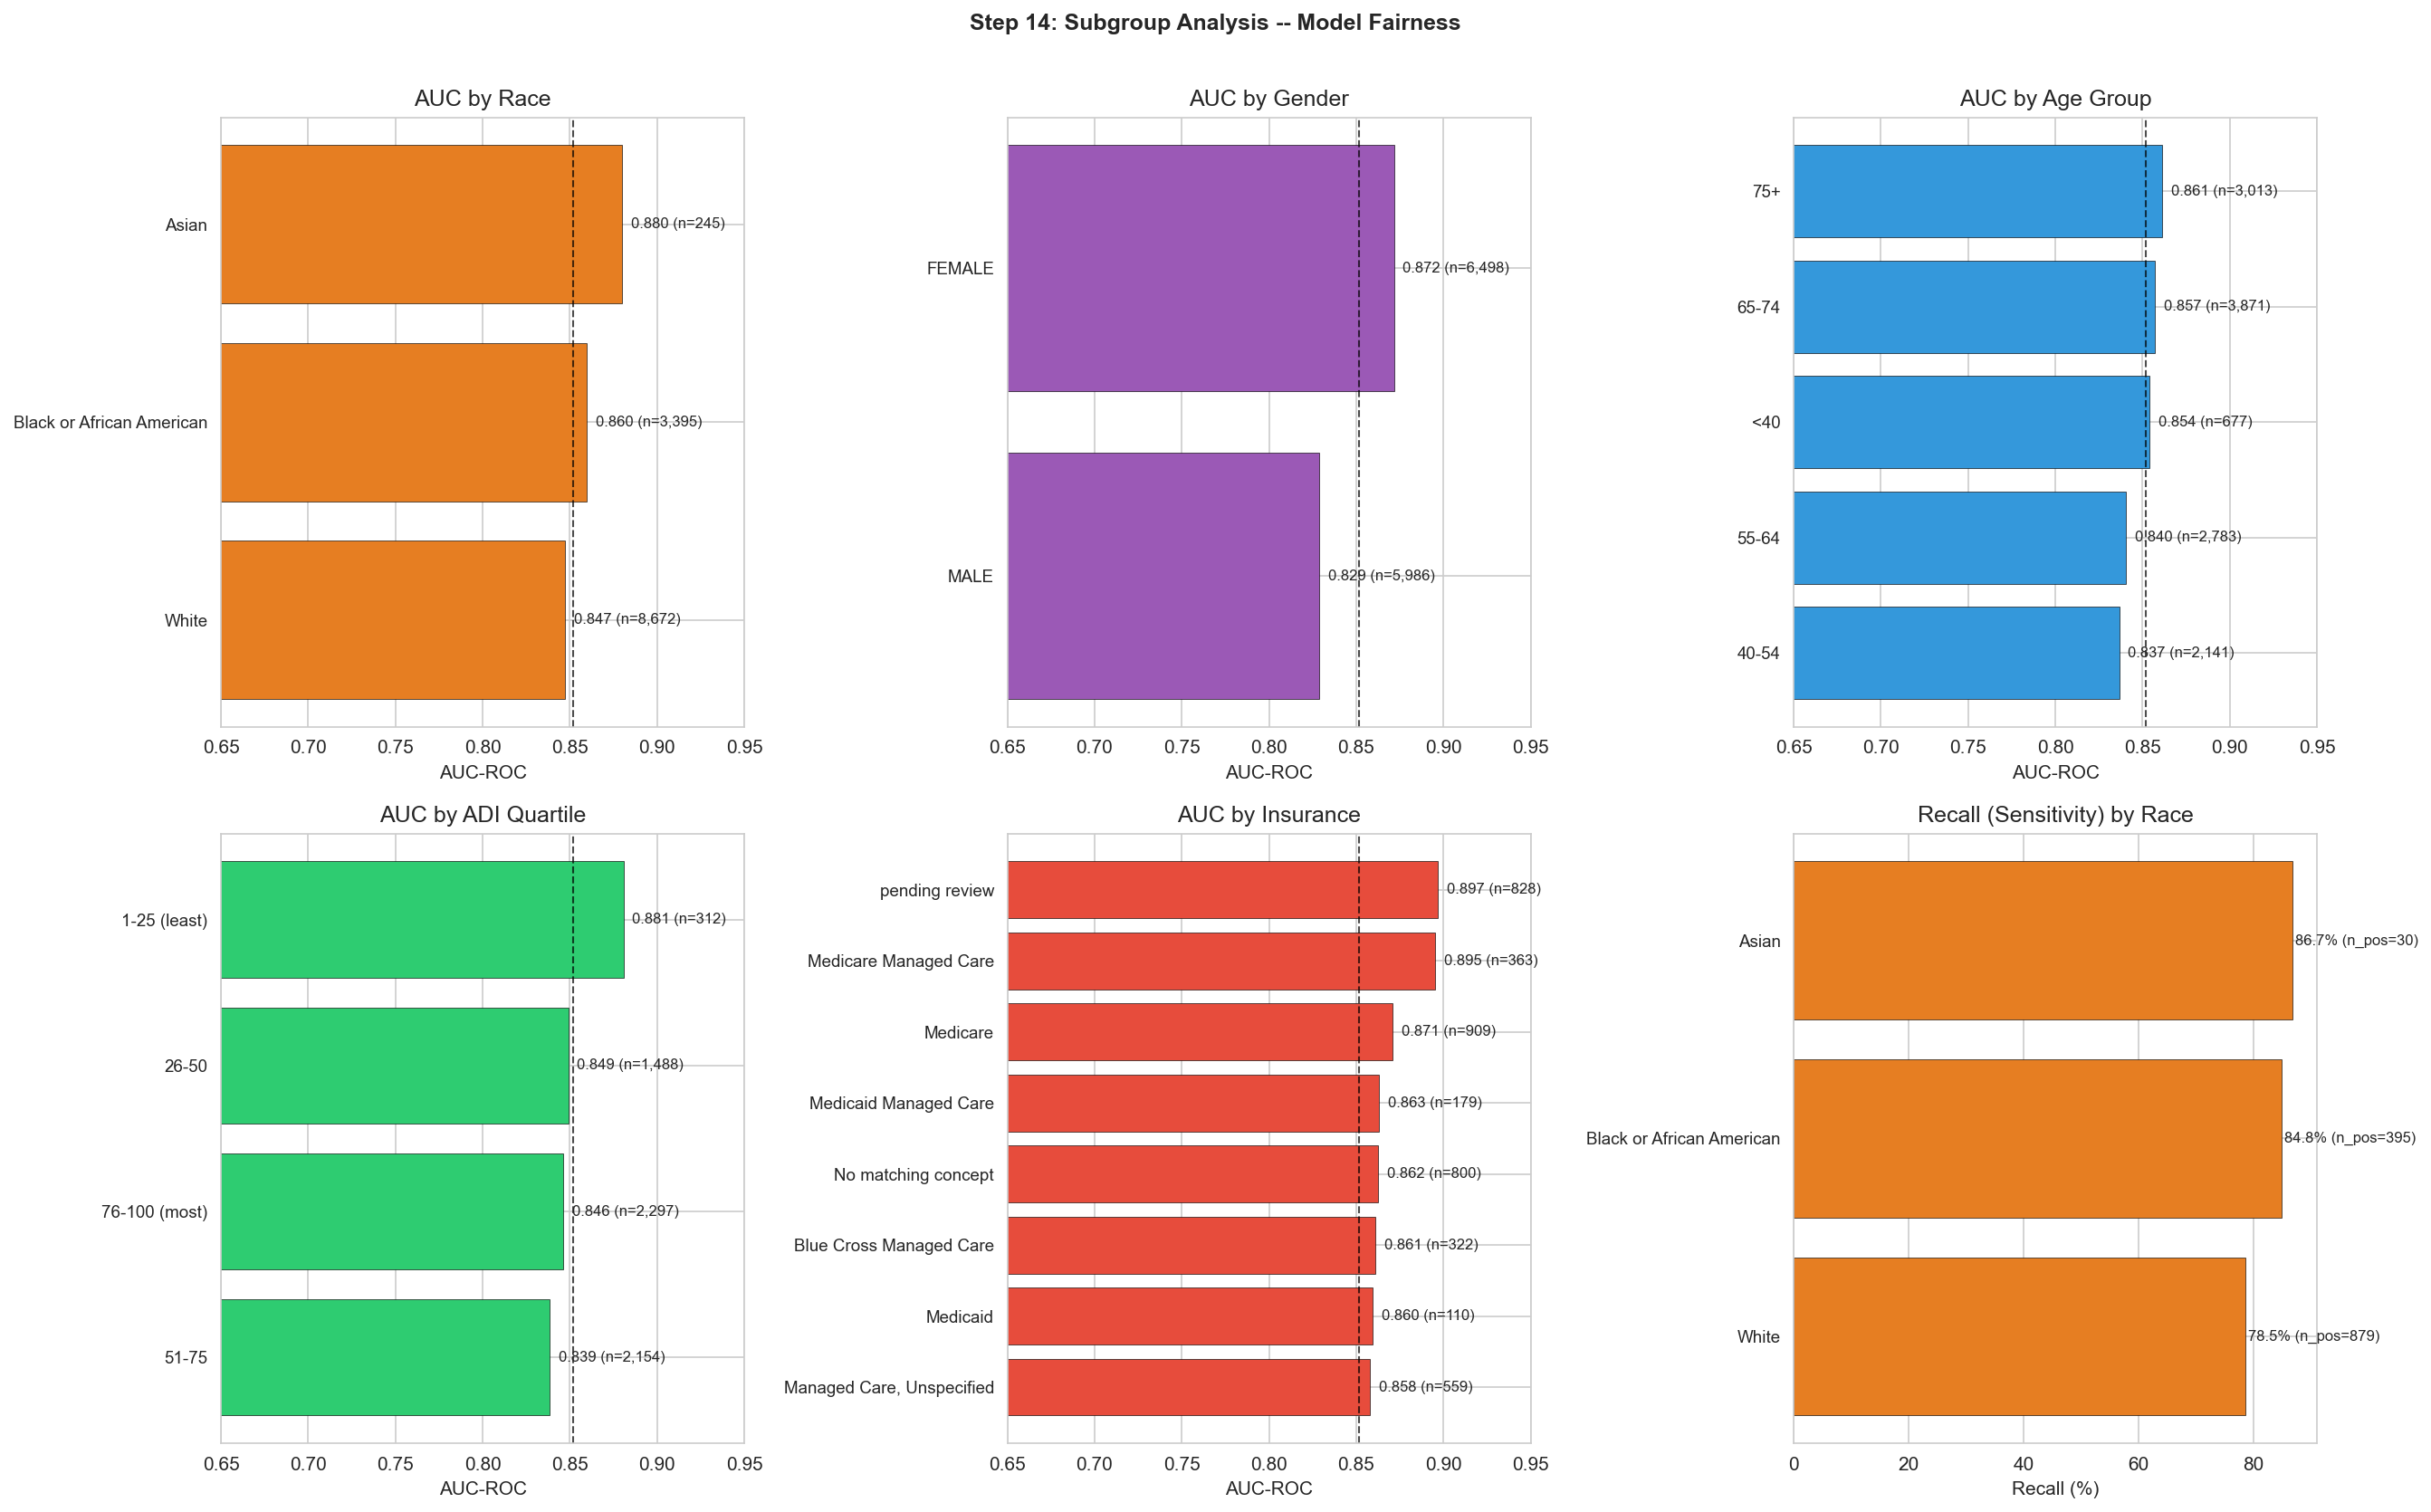 Step 14: Subgroup Analysis -- Model Fairness
AUC by Race
Asian
0.880 (n=245)
Black or African American
0.860 (n=3,395)
White
0.847 (n=8,672)
0.65 0.70 0.75 0.80 0.85 0.90 0.95
AUC-ROC
AUC by Gender
FEMALE
0.872 (n=6,498)
MALE
0.829 (n=5,986)
0.65 0.70 0.75 0.80 0.85 0.90 0.95
AUC-ROC
AUC by Age Group
75+
0.861 (n=3,013)
65-74
0.857 (n=3,871)
<40
0.854 (n=677)
55-64
0.840 (n=2,783)
40-54
0.837 (n=2,141)
0.65 0.70 0.75 0.80 0.85 0.90 0.95
AUC-ROC
AUC by ADI Quartile
1-25 (least)
0.881 (n=312)
26-50
0.849 (n=1,488)
76-100 (most)
0.846 (n=2,297)
51-75
0.839 (n=2,154)
0.65 0.70 0.75 0.80 0.85 0.90 0.95
AUC-ROC
AUC by Insurance
pending review
0.897 (n=828)
Medicare Managed Care
0.895 (n=363)
Medicare
0.871 (n=909)
Medicaid Managed Care
0.863 (n=179)
No matching concept
0.862 (n=800)
Blue Cross Managed Care
0.861 (n=322)
Medicaid
0.860 (n=110)
Managed Care, Unspecified
0.858 (n=559)
0.65 0.70 0.75 0.80 0.85 0.90 0.95
AUC-ROC
Recall (Sensitivity) by Race
Asian
86.7% (n_pos=30)
Black or African American
84.8% (n_pos=395)
White
78.5% (n_pos=879)
0 20 40 60 80
Recall (%)